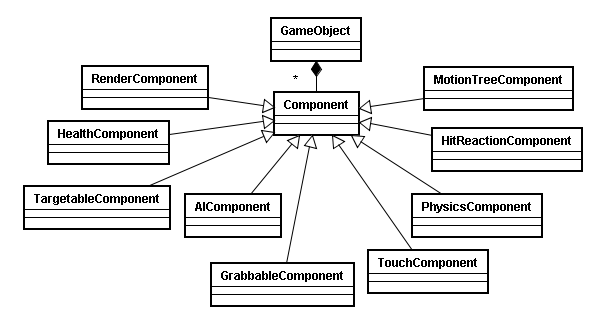 GameObject
*
RenderComponent
Component
MotionTreeComponent
HealthComponent
HitReactionComponent
TargetableComponent
AIComponent
PhysicsComponent
GrabbableComponent
TouchComponent